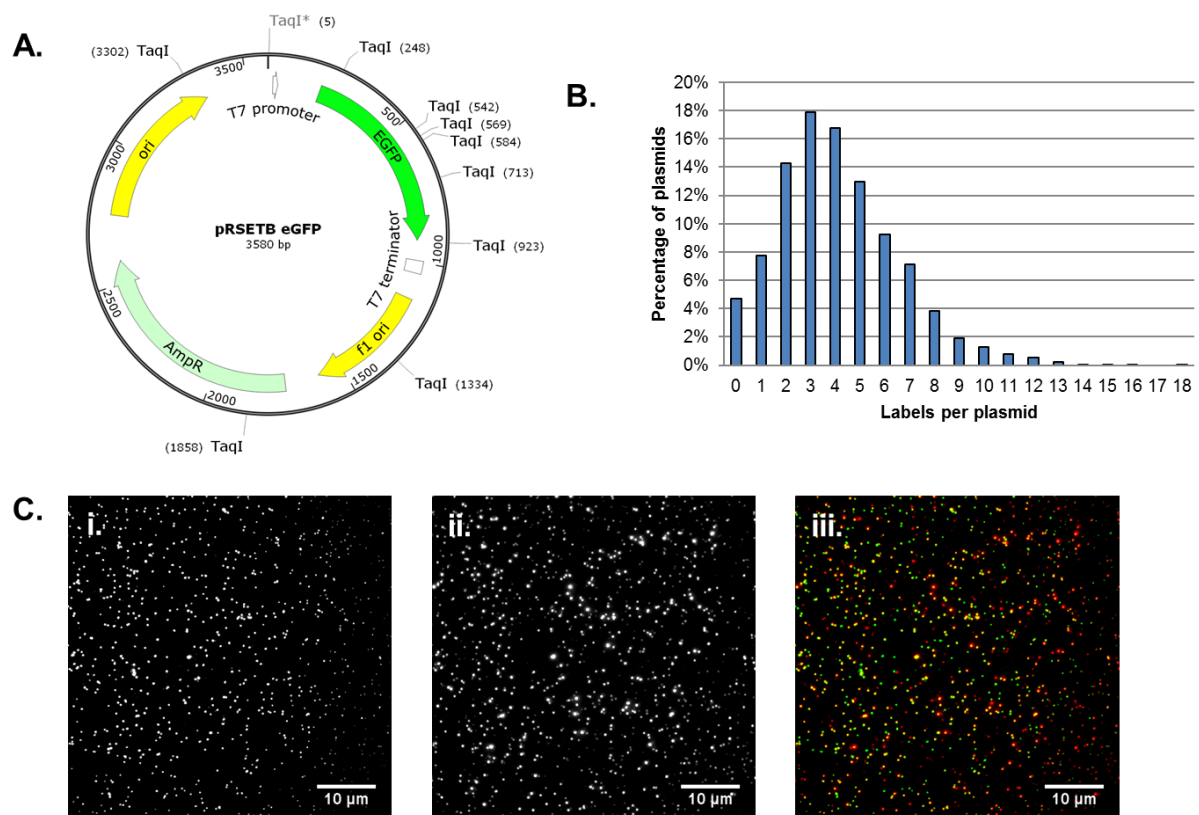 A.
TaqI* (5)
(3302) TaqI
TaqI (248)
3500
T7 promoter
500
TaqI (542)
TaqI (569)
TaqI (584)
EGFP
ori
3000
TaqI (713)
pRSETB eGFP
3580 bp
TaqI (923)
1000
T7 terminator
2500
AmpR
f1 ori
1500
TaqI (1334)
2000
(1858) TaqI
B.
Percentage of plasmids
20%
18%
16%
14%
12%
10%
8%
6%
4%
2%
0%
0 1 2 3 4 5 6 7 8 9 10 11 12 13 14 15 16 17 18
Labels per plasmid
C.
i.
10 µm
ii.
10 µm
iii.
10 µm